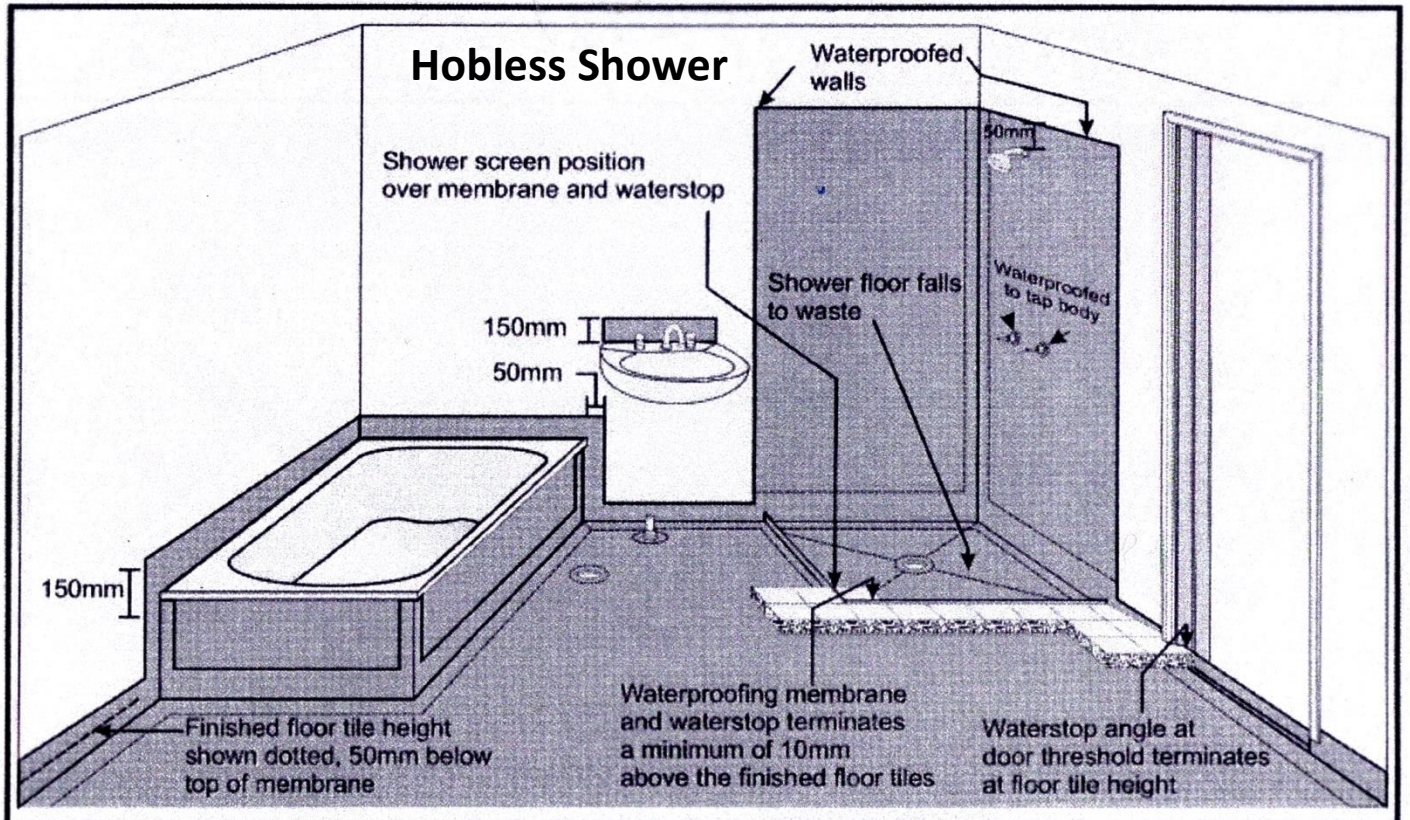 Hobless Shower
Waterproofed
walls
50mm
Shower screen position
over membrane and waterstop
Shower floor falls
to waste
Waterproofed
to tap body
150mm
50mm
150mm
Finished floor tile height
shown dotted, 50mm below
top of membrane
Waterproofing membrane
and waterstop terminates
a minimum of 10mm
above the finished floor tiles
Waterstop angle at
door threshold terminates
at floor tile height